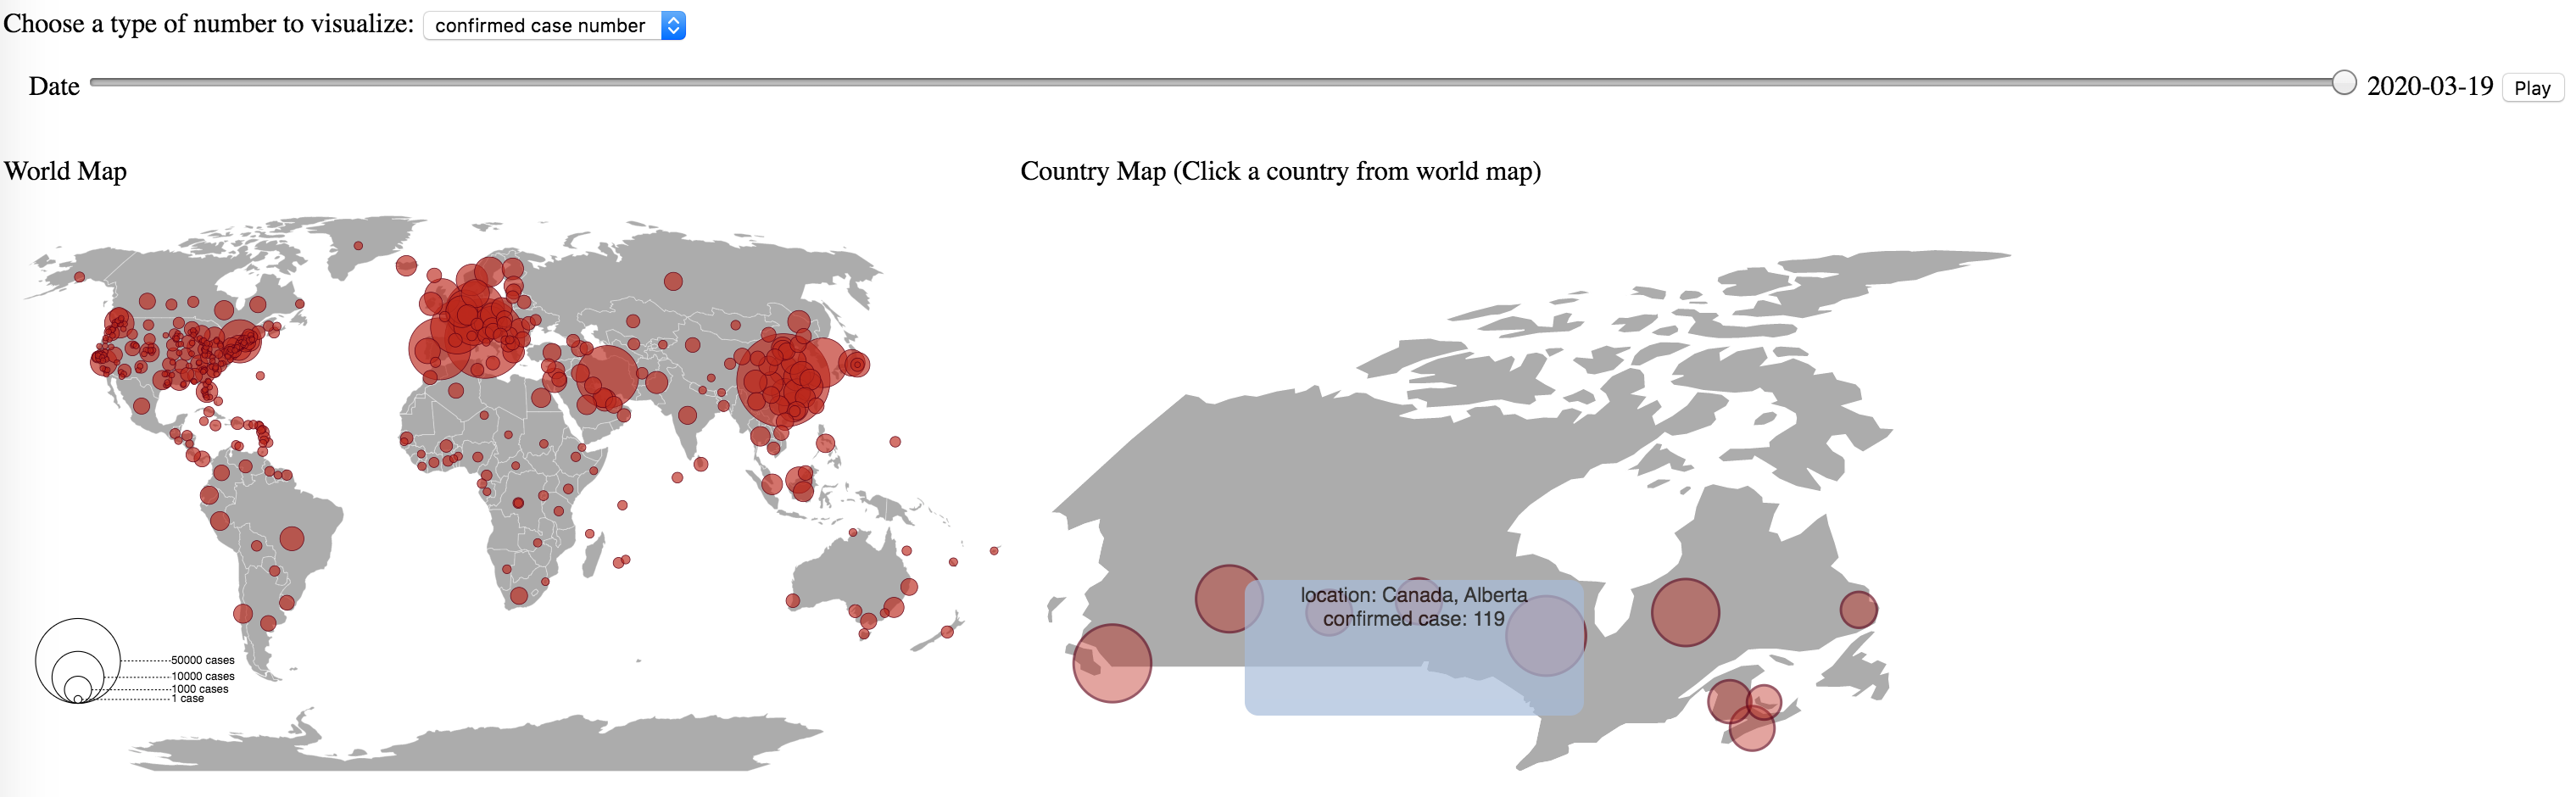 Choose a type of number to visualize: confirmed case number
Date 2020-03-19 Play
World Map
Country Map (Click a country from world map)
location: Canada, Alberta
confirmed case: 119
50000 cases
10000 cases
1000 cases
1 case